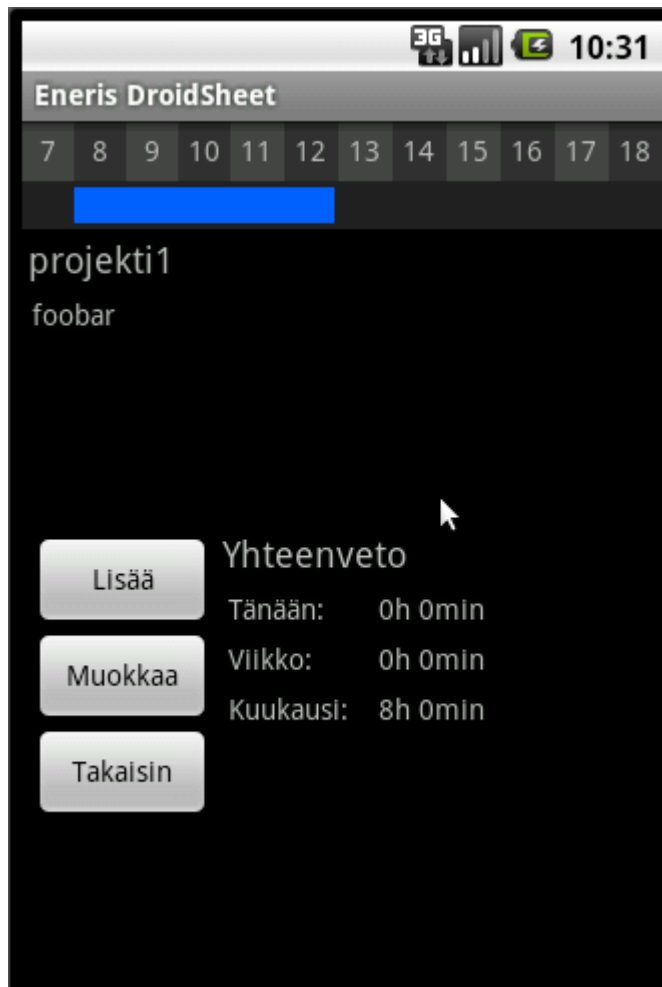 3G 10:31
Eneris DroidSheet
7 8 9 10 11 12 13 14 15 16 17 18
projekti1
foobar
Yhteenveto
Lisää
Tänään: 0h 0min
Muokkaa
Viikko: 0h 0min
Kuukausi: 8h 0min
Takaisin